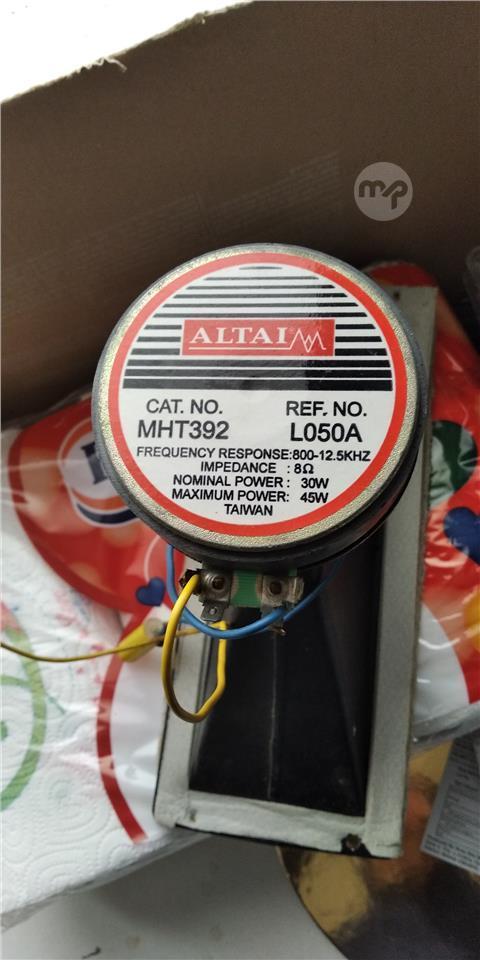 mp
ALTAI
CAT. NO. REF. NO.
MHT392 L050A
FREQUENCY RESPONSE:800-12.5KHZ
IMPEDANCE : 8Ω
NOMINAL POWER : 30W
MAXIMUM POWER: 45W
TAIWAN